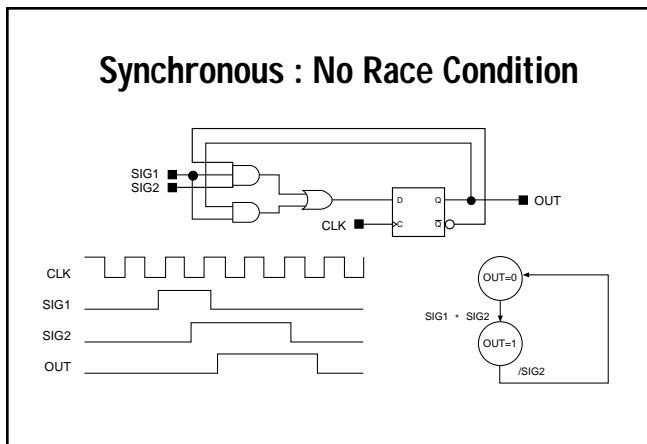 Synchronous : No Race Condition
SIG1
SIG2
D
Q
OUT
CLK
C
Q̅
CLK
SIG1
SIG2
OUT
OUT=0
SIG1 * SIG2
OUT=1
/SIG2